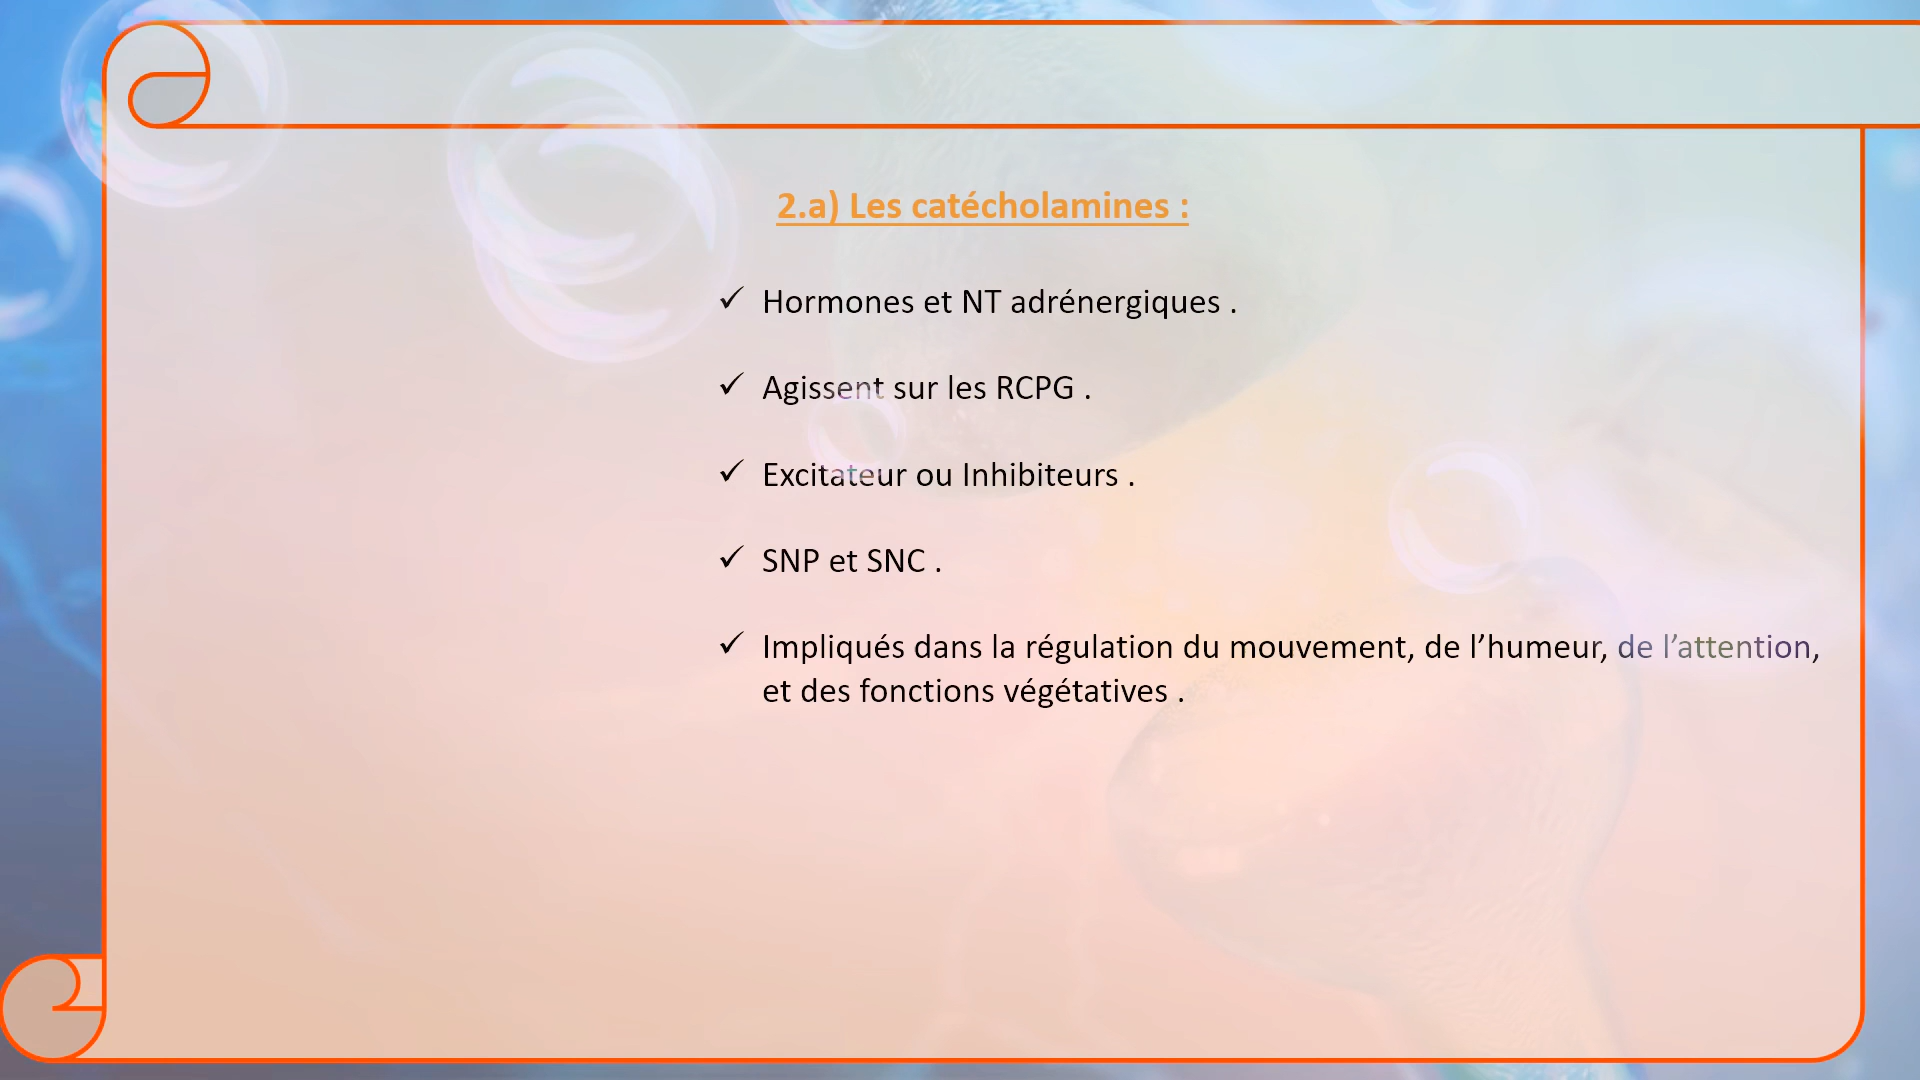 2.a) Les catécholamines :
✓ Hormones et NT adrénergiques .
✓ Agissent sur les RCPG .
✓ Excitateur ou Inhibiteurs .
✓ SNP et SNC .
✓ Impliqués dans la régulation du mouvement, de l’humeur, de l’attention,
et des fonctions végétatives .